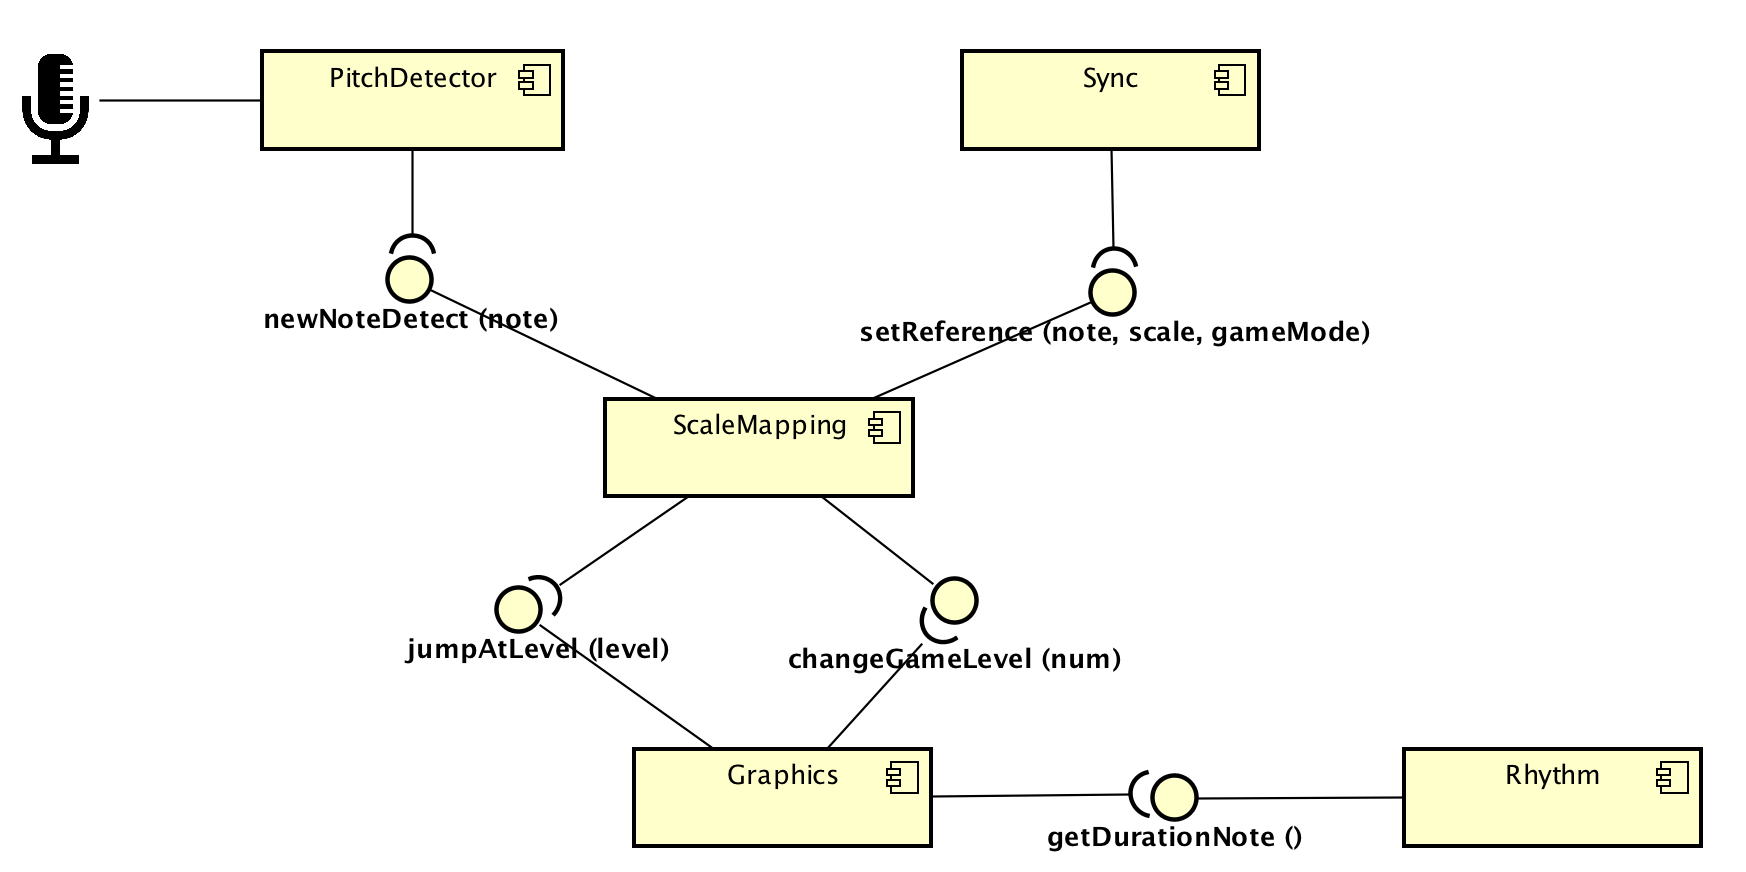 PitchDetector
Sync
newNoteDetect (note)
setReference (note, scale, gameMode)
ScaleMapping
jumpAtLevel (level)
changeGameLevel (num)
Graphics
Rhythm
getDurationNote ()